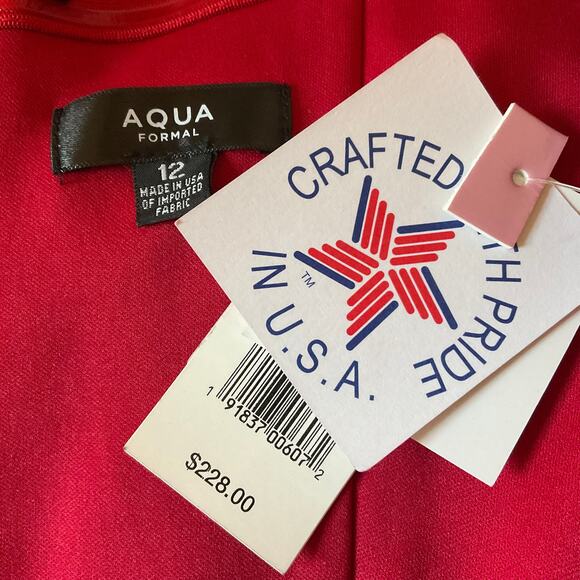 AQUA
FORMAL
12
MADE IN USA
OF IMPORTED
FABRIC
CRAFTED
PRIDE
IN U.S.A.
TM
1 91837 00607 2
$228.00